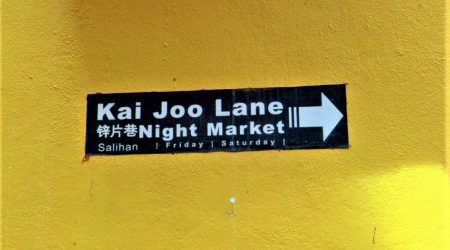 Kai Joo Lane
锌片巷Night Market
Salihan | Friday | Saturday |